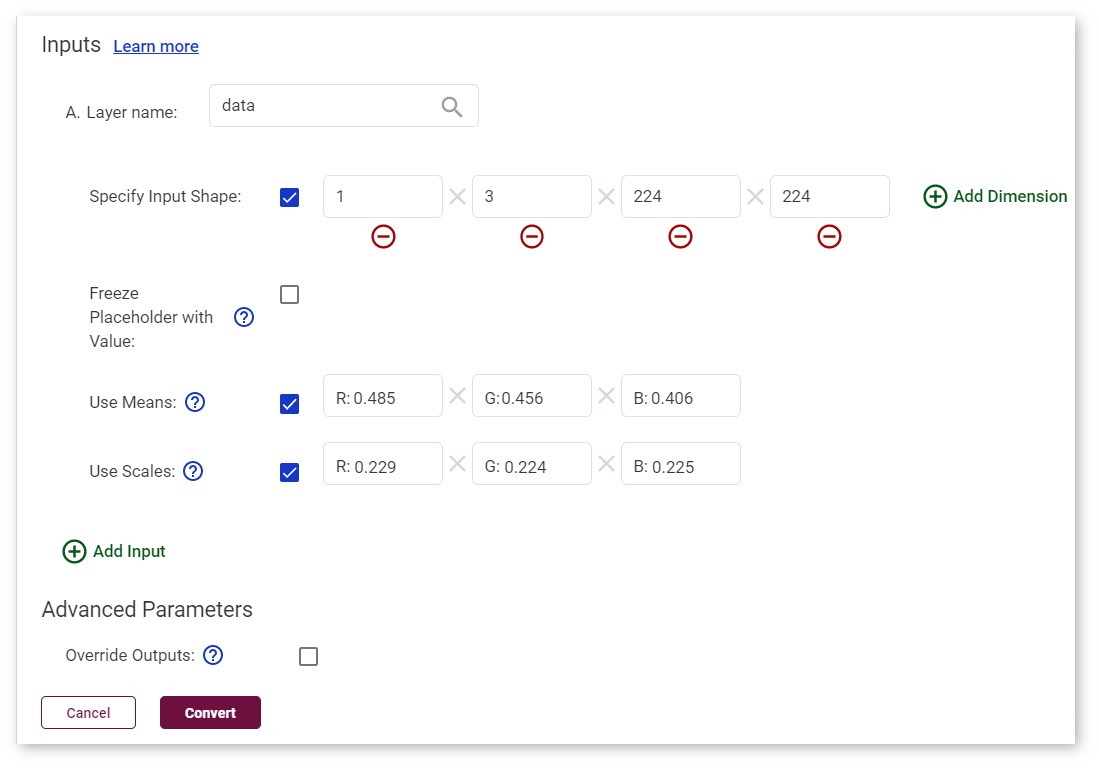 Inputs Learn more
A. Layer name: data
Specify Input Shape: 1 3 224 224 Add Dimension
Freeze
Placeholder with
Value:
Use Means: R: 0.485 G:0.456 B: 0.406
Use Scales: R: 0.229 G: 0.224 B: 0.225
Add Input
Advanced Parameters
Override Outputs:
Cancel Convert